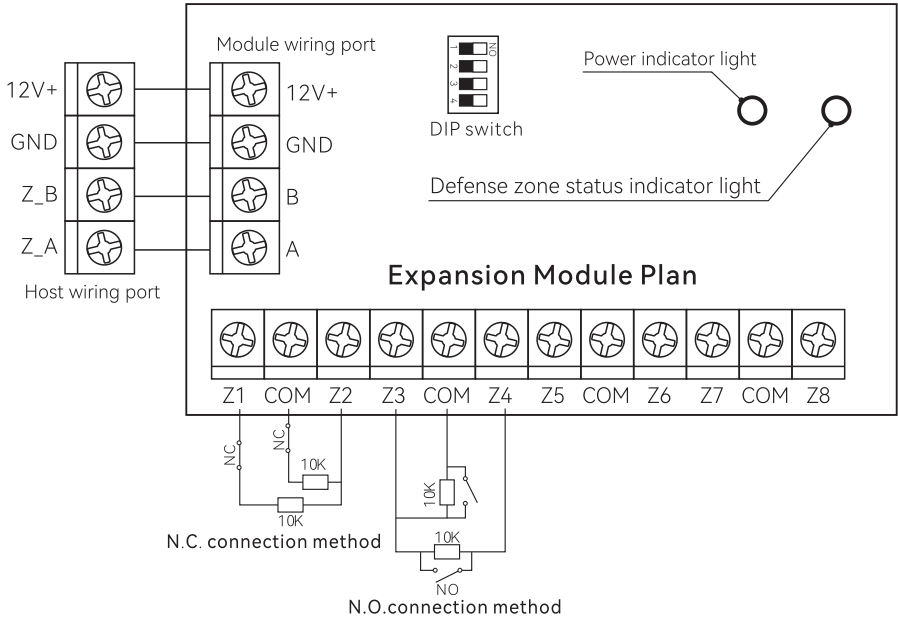 Module wiring port
12V+
GND
Z_B
Z_A
Host wiring port
12V+
GND
B
A
1
2
3
4
NO
DIP switch
Power indicator light
Defense zone status indicator light
Expansion Module Plan
Z1 COM Z2 Z3 COM Z4 Z5 COM Z6 Z7 COM Z8
NC
NC
10K
10K
N.C. connection method
10K
10K
NO
N.O.connection method